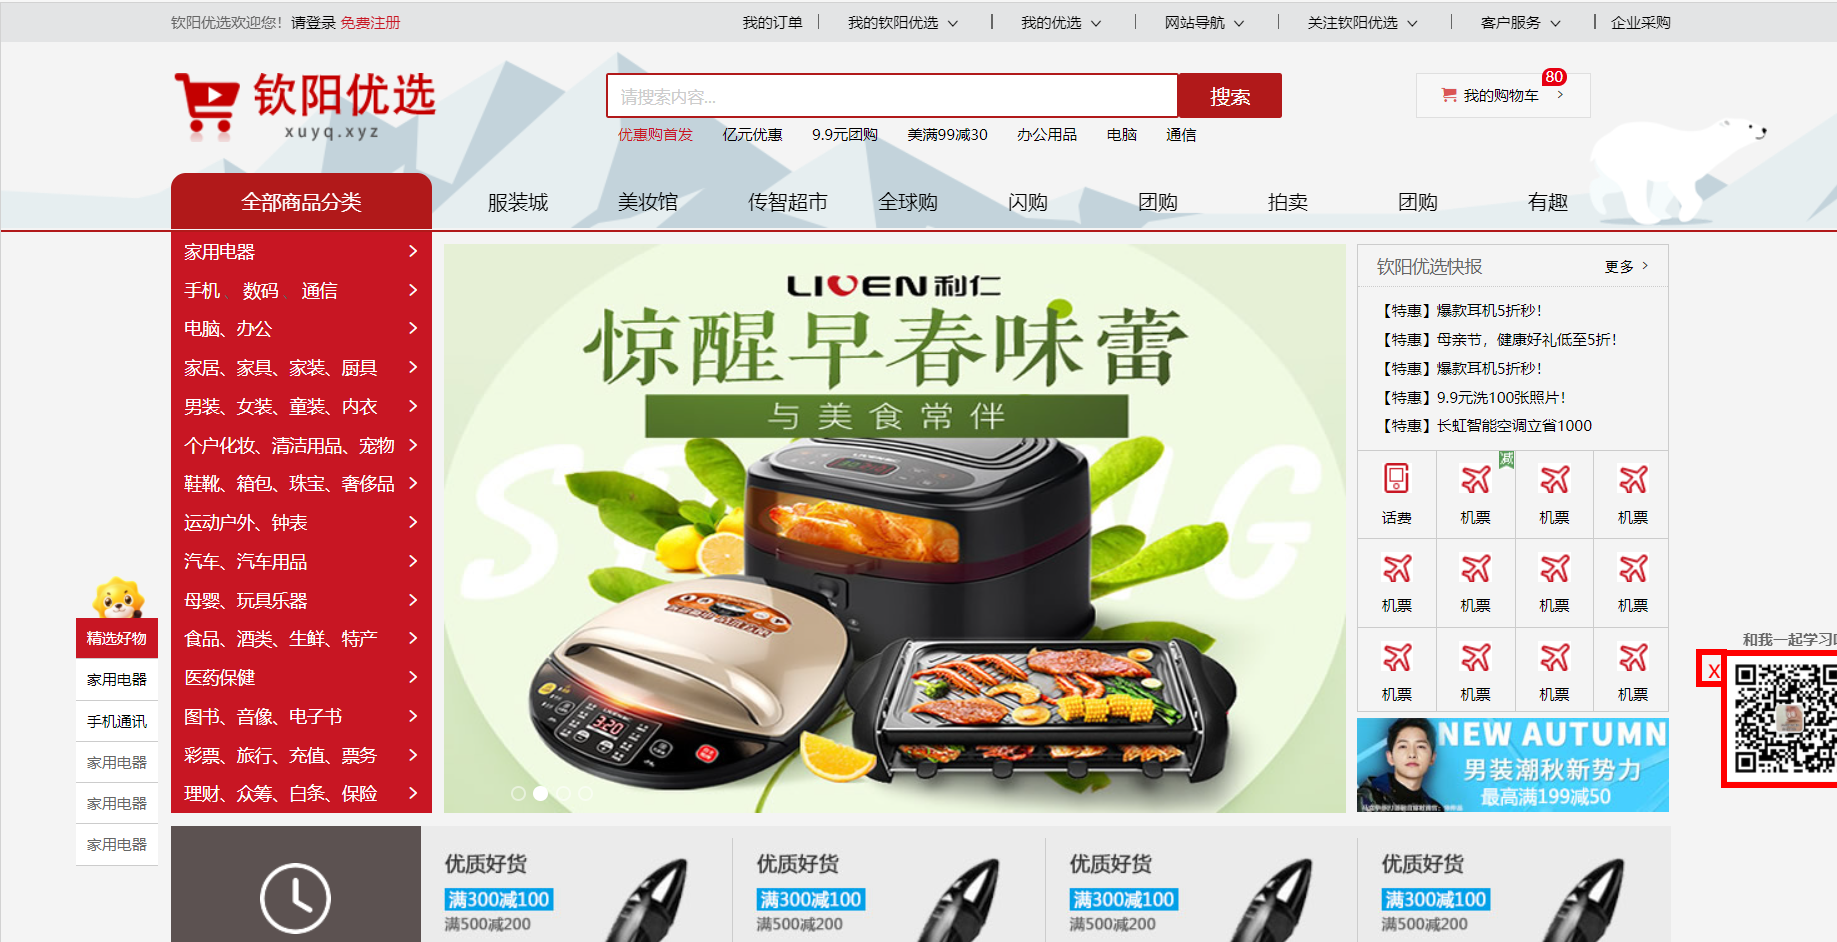 钦阳优选欢迎您！ 请登录 免费注册
我的订单 我的钦阳优选 我的优选 网站导航 关注钦阳优选 客户服务 企业采购
钦阳优选
xuyq.xyz
请搜索内容...
搜索
80
我的购物车
优惠购首发 亿元优惠 9.9元团购 美满99减30 办公用品 电脑 通信
全部商品分类 服装城 美妆馆 传智超市 全球购 闪购 团购 拍卖 团购 有趣
家用电器
手机、 数码、 通信
电脑、办公
家居、家具、家装、厨具
男装、女装、童装、内衣
个户化妆、清洁用品、宠物
鞋靴、箱包、珠宝、奢侈品
运动户外、钟表
汽车、汽车用品
母婴、玩具乐器
食品、酒类、生鲜、特产
医药保健
图书、音像、电子书
彩票、旅行、充值、票务
理财、众筹、白条、保险
精选好物
家用电器
手机通讯
家用电器
家用电器
家用电器
LIVEN利仁
惊醒早春味蕾
与美食常伴
3:20
钦阳优选快报 更多
【特惠】爆款耳机5折秒！
【特惠】母亲节，健康好礼低至5折！
【特惠】爆款耳机5折秒！
【特惠】9.9元洗100张照片！
【特惠】长虹智能空调立省1000
减
话费 机票 机票 机票
机票 机票 机票 机票
机票 机票 机票 机票
NEW AUTUMN
男装潮秋新势力
最高满199减50
和我一起学习
X
优质好货 优质好货 优质好货 优质好货
满300减100 满300减100 满300减100 满300减100
满500减200 满500减200 满500减200 满500减200